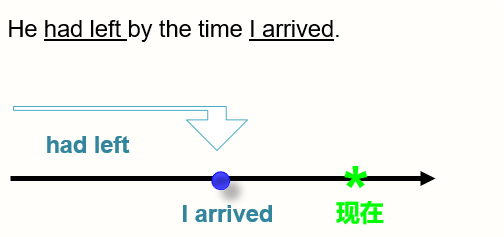 He had left by the time I arrived.
had left
*
I arrived
现在